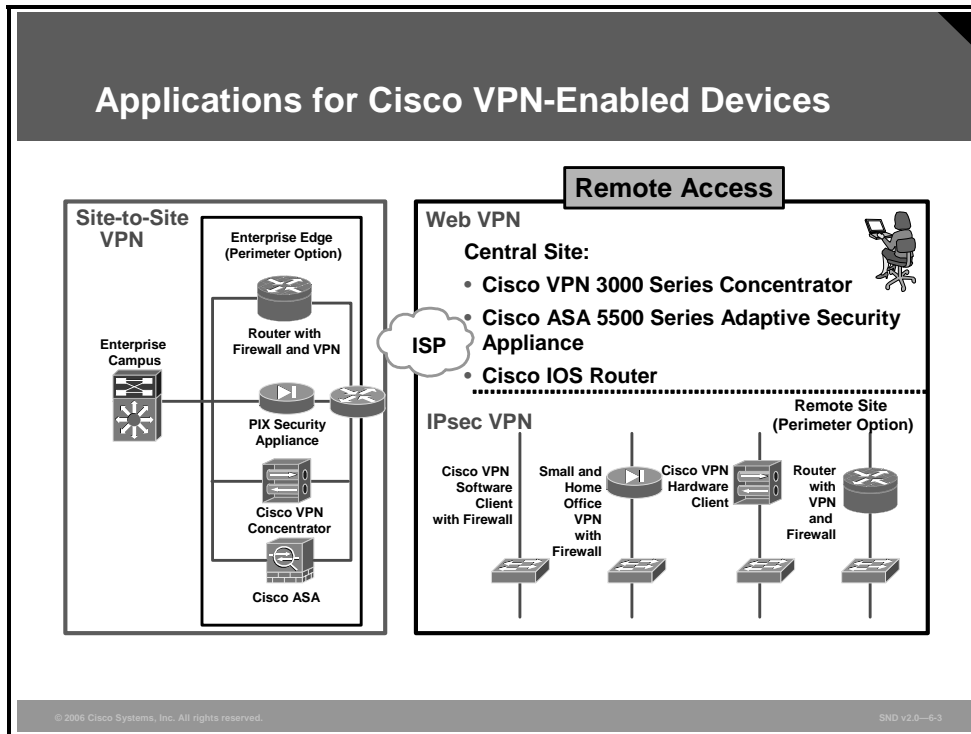 Applications for Cisco VPN-Enabled Devices
Site-to-Site
VPN
Enterprise Edge
(Perimeter Option)
Router with
Firewall and VPN
Enterprise
Campus
PIX Security
Appliance
Cisco VPN
Concentrator
Cisco ASA
ISP
Remote Access
Web VPN
Central Site:
• Cisco VPN 3000 Series Concentrator
• Cisco ASA 5500 Series Adaptive Security
Appliance
• Cisco IOS Router
IPsec VPN
Remote Site
(Perimeter Option)
Cisco VPN
Software
Client
with Firewall
Small and
Home
Office
VPN
with
Firewall
Cisco VPN
Hardware
Client
Router
with
VPN
and
Firewall
© 2006 Cisco Systems, Inc. All rights reserved.
SND v2.0—6-3